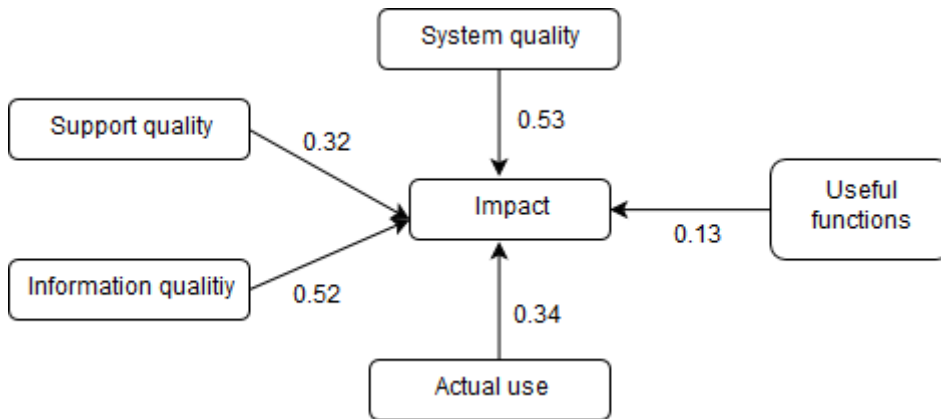 System quality
0.53
Support quality
0.32
Impact
Useful
functions
0.13
Information qualitiy
0.52
0.34
Actual use